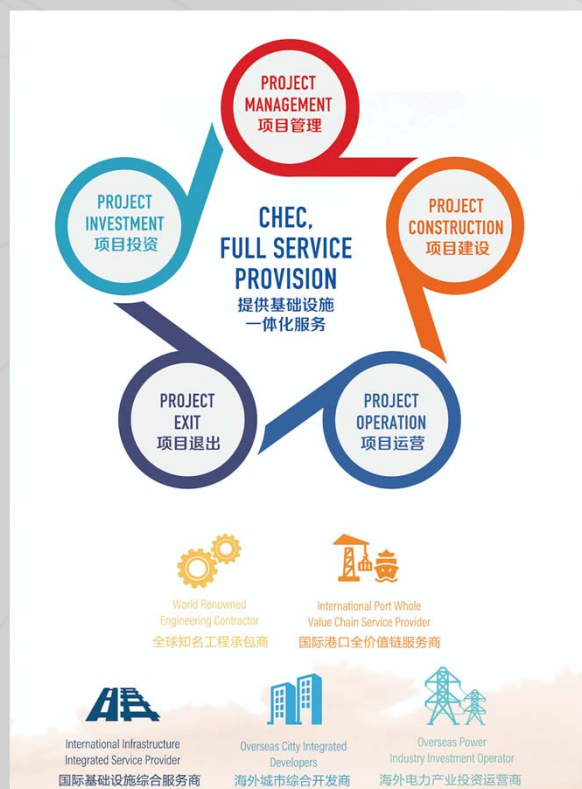 PROJECT
MANAGEMENT
项目管理
PROJECT
INVESTMENT
项目投资
PROJECT
CONSTRUCTION
项目建设
CHEC,
FULL SERVICE
PROVISION
提供基础设施
一体化服务
PROJECT
EXIT
项目退出
PROJECT
OPERATION
项目运营
World Renowned
Engineering Contractor
全球知名工程承包商
International Port Whole
Value Chain Service Provider
国际港口全价值链服务商
International Infrastructure
Integrated Service Provider
国际基础设施综合服务商
Overseas Citty Integrated
Developers
海外城市综合开发商
Overseas Power
Industry Investment Operator
海外电力产业投资运营商